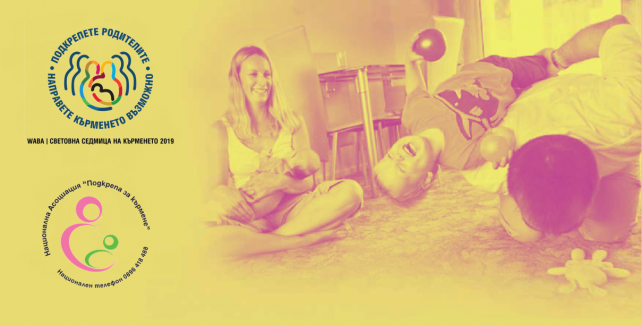 • ПОДКРЕПЕТЕ РОДИТЕЛИТЕ •
НАПРАВЕТЕ КЪРМЕНЕТО ВЪЗМОЖНО
WABA | СВЕТОВНА СЕДМИЦА НА КЪРМЕНЕТО 2019
Национална Асоциация "Подкрепа за кърмене"
Национален телефон 0896 418 488